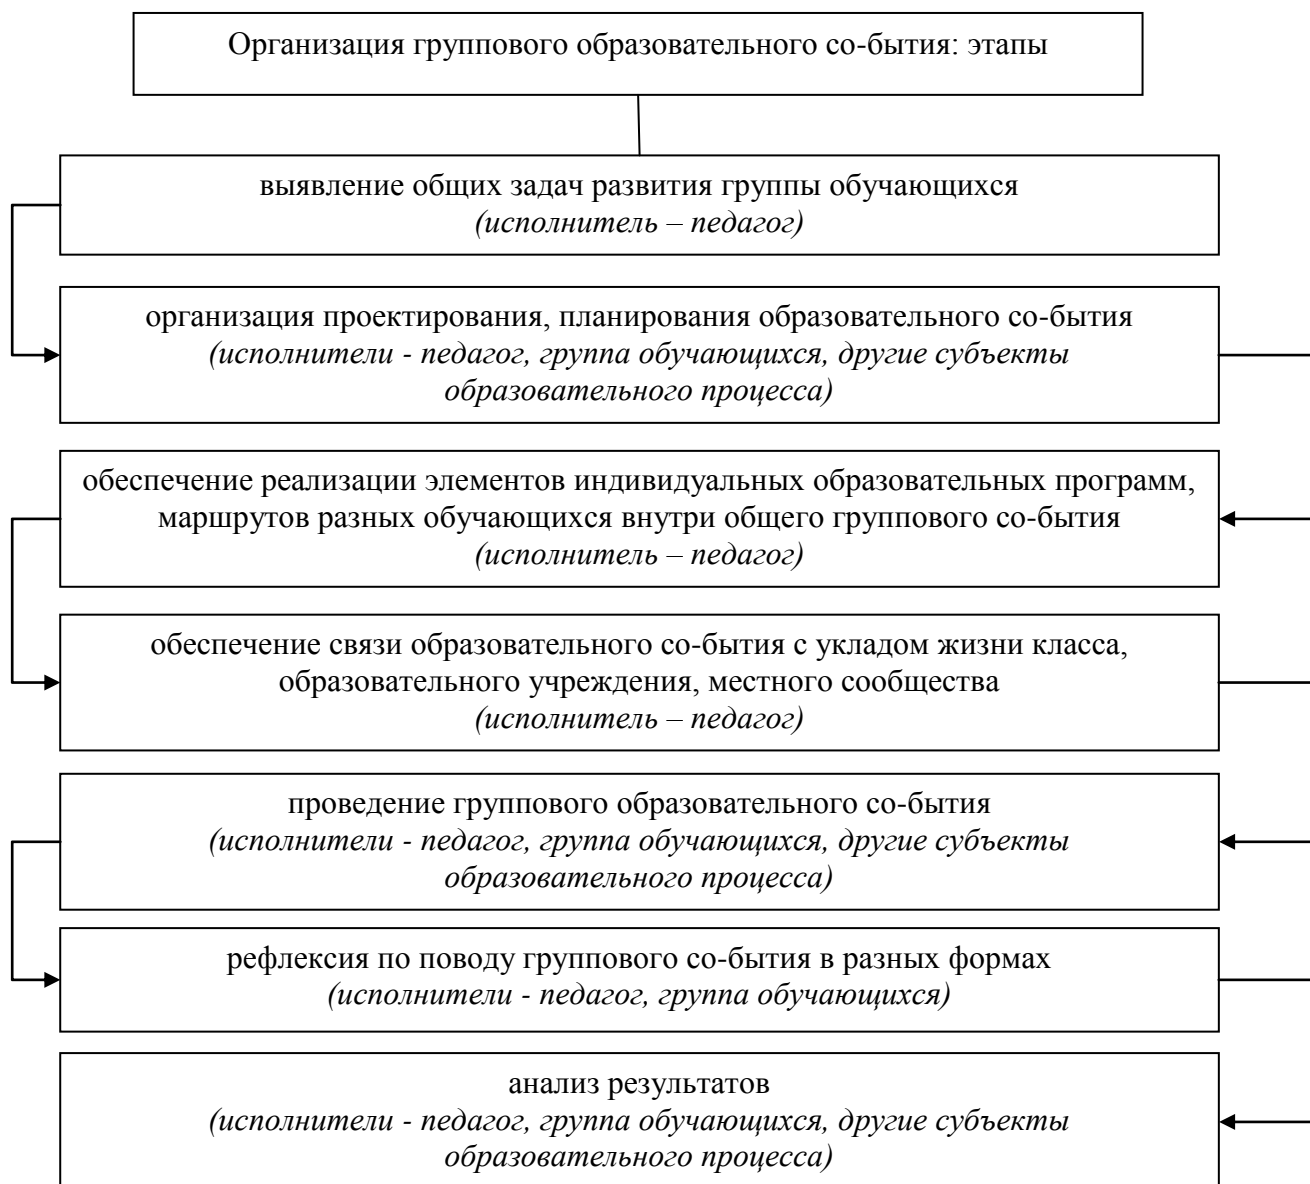 Организация группового образовательного со-бытия: этапы
выявление общих задач развития группы обучающихся
(исполнитель – педагог)
организация проектирования, планирования образовательного со-бытия
(исполнители - педагог, группа обучающихся, другие субъекты
образовательного процесса)
обеспечение реализации элементов индивидуальных образовательных программ,
маршрутов разных обучающихся внутри общего группового со-бытия
(исполнитель – педагог)
обеспечение связи образовательного со-бытия с укладом жизни класса,
образовательного учреждения, местного сообщества
(исполнитель – педагог)
проведение группового образовательного со-бытия
(исполнители - педагог, группа обучающихся, другие субъекты
образовательного процесса)
рефлексия по поводу группового со-бытия в разных формах
(исполнители - педагог, группа обучающихся)
анализ результатов
(исполнители - педагог, группа обучающихся, другие субъекты
образовательного процесса)